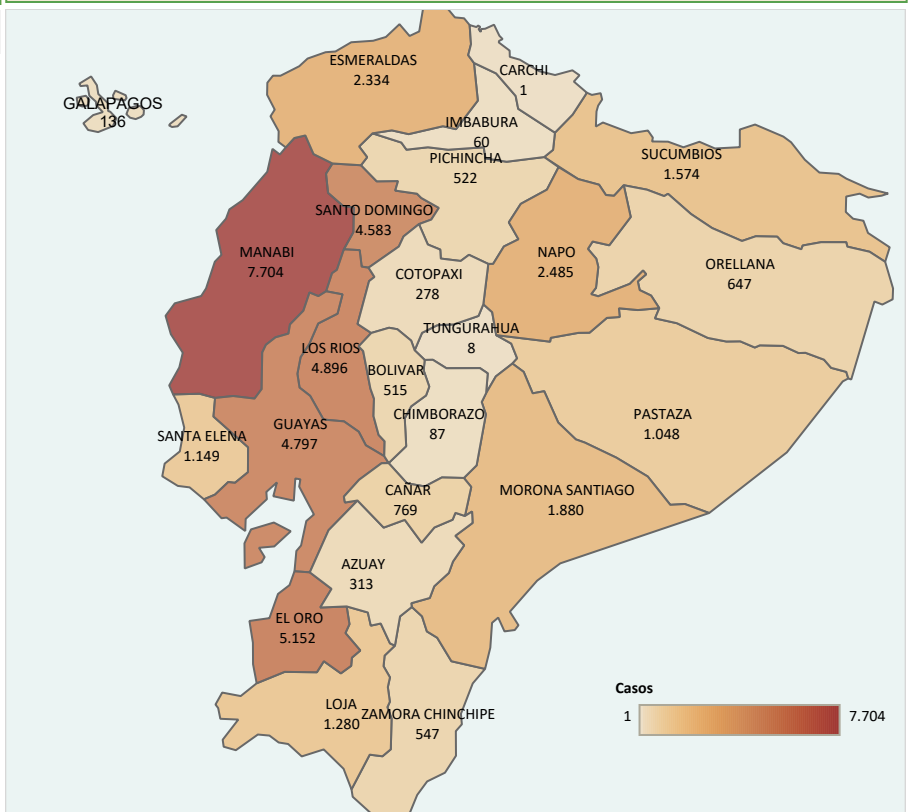 ESMERALDAS
2.334
CARCHI
1
GALAPAGOS
136
IMBABURA
60
PICHINCHA
522
SUCUMBIOS
1.574
SANTO DOMINGO
4.583
MANABI
7.704
NAPO
2.485
ORELLANA
647
COTOPAXI
278
TUNGURAHUA
8
LOS RIOS
4.896
BOLIVAR
515
CHIMBORAZO
87
PASTAZA
1.048
GUAYAS
4.797
SANTA ELENA
1.149
CAÑAR
769
MORONA SANTIAGO
1.880
AZUAY
313
EL ORO
5.152
LOJA
1.280
ZAMORA CHINCHIPE
547
Casos
1 7.704